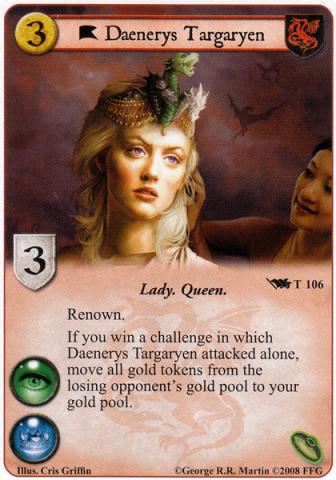 3
Daenerys Targaryen
3
Lady. Queen.
T 106
Renown.
If you win a challenge in which
Daenerys Targaryen attacked alone,
move all gold tokens from the
losing opponent's gold pool to your
gold pool.
Illus. Cris Griffin
©George R.R. Martin ©2008 FFG